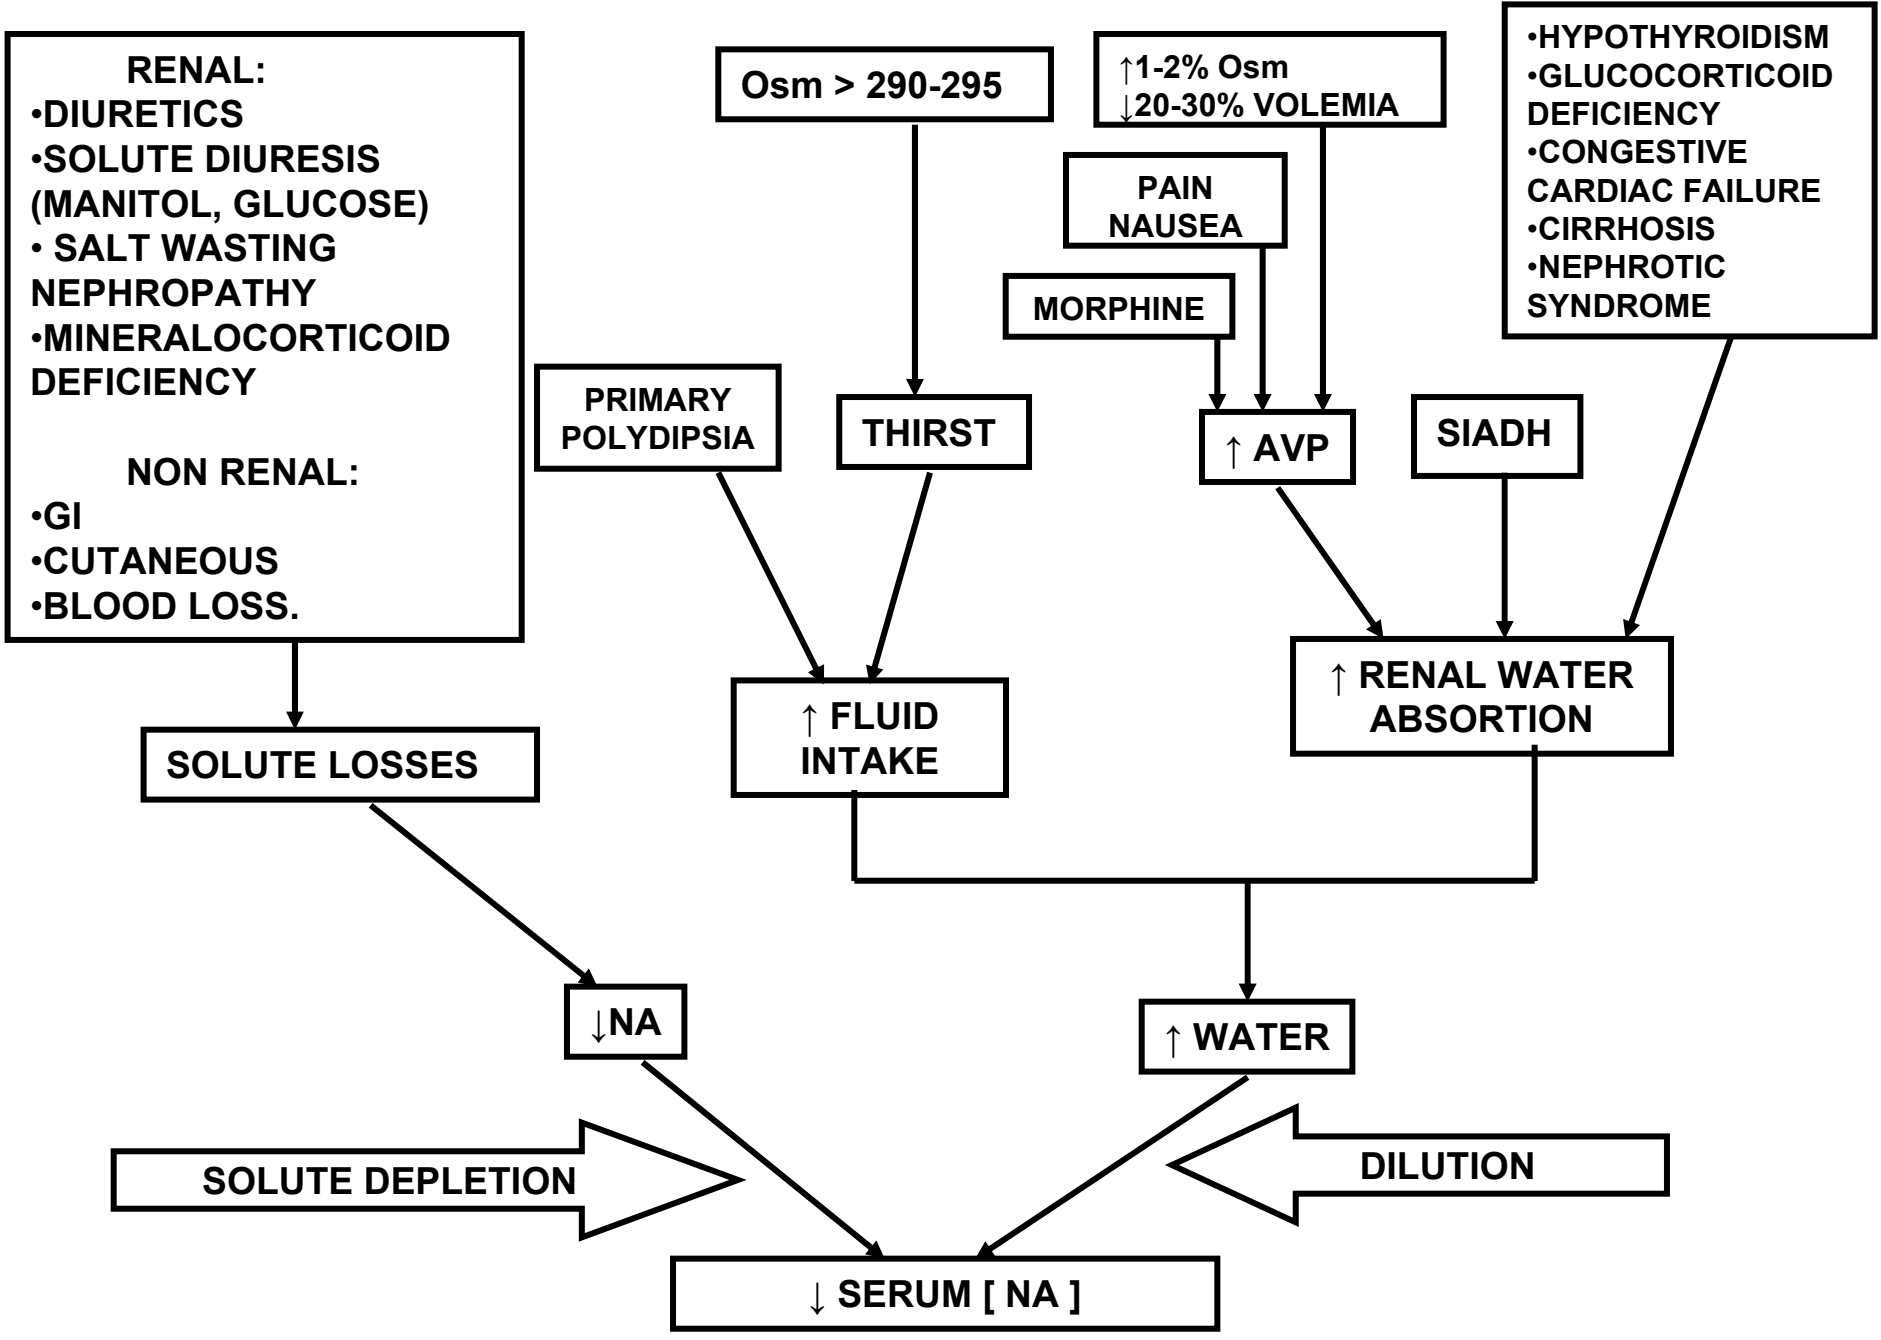 RENAL:
•DIURETICS
•SOLUTE DIURESIS
(MANITOL, GLUCOSE)
• SALT WASTING
NEPHROPATHY
•MINERALOCORTICOID
DEFICIENCY
NON RENAL:
•GI
•CUTANEOUS
•BLOOD LOSS.
Osm > 290-295
↑1-2% Osm
↓20-30% VOLEMIA
•HYPOTHYROIDISM
•GLUCOCORTICOID
DEFICIENCY
•CONGESTIVE
CARDIAC FAILURE
•CIRRHOSIS
•NEPHROTIC
SYNDROME
PAIN
NAUSEA
MORPHINE
PRIMARY
POLYDIPSIA
THIRST
↑ AVP
SIADH
SOLUTE LOSSES
↑ FLUID
INTAKE
↑ RENAL WATER
ABSORTION
↓NA
↑ WATER
SOLUTE DEPLETION
DILUTION
↓ SERUM [ NA ]